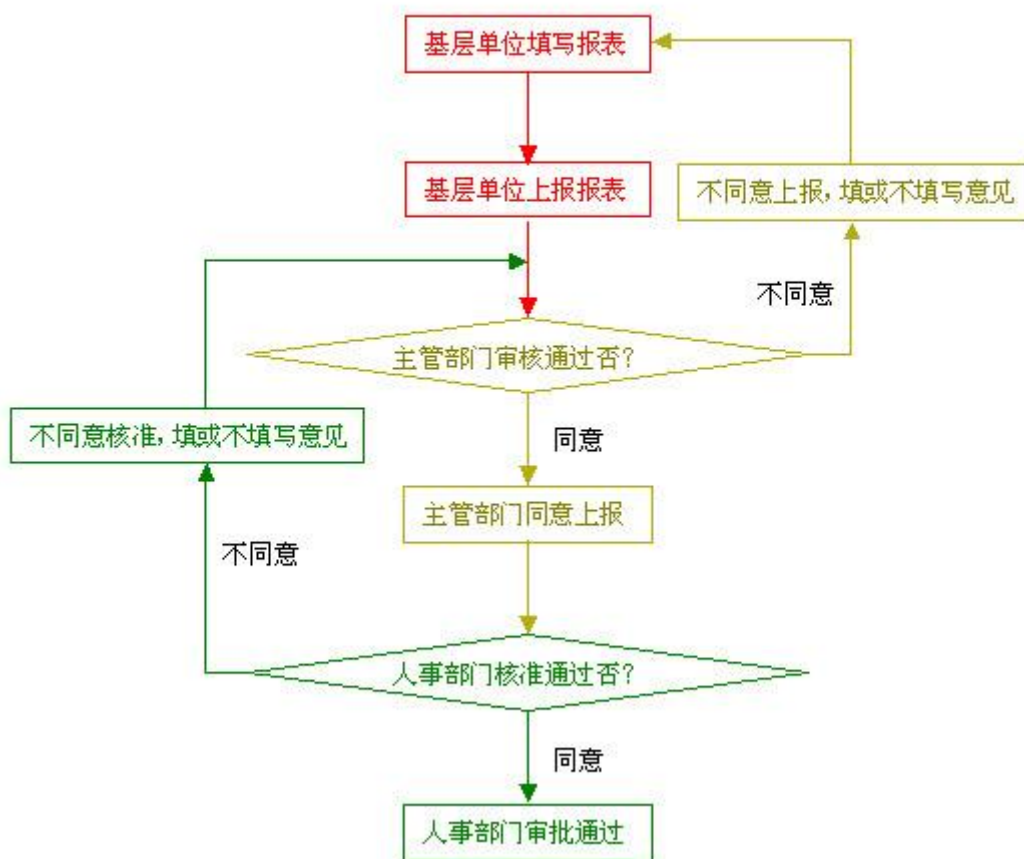 基层单位填写报表
基层单位上报报表
不同意上报，填或不填写意见
不同意
主管部门审核通过否？
不同意核准，填或不填写意见
同意
主管部门同意上报
不同意
人事部门核准通过否？
同意
人事部门审批通过